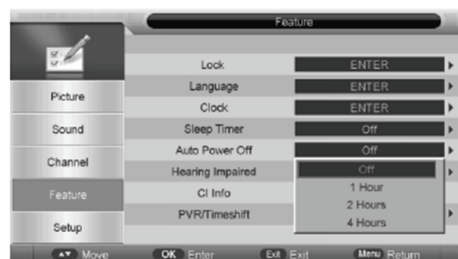 Feature
Picture
Sound
Channel
Feature
Setup
Lock ENTER
Language ENTER
Clock ENTER
Sleep Timer Off
Auto Power Off Off
Hearing Impaired
CI Info
PVR/Timeshift
Off
1 Hour
2 Hours
4 Hours
Move OK Enter Exit Exit Menu Return